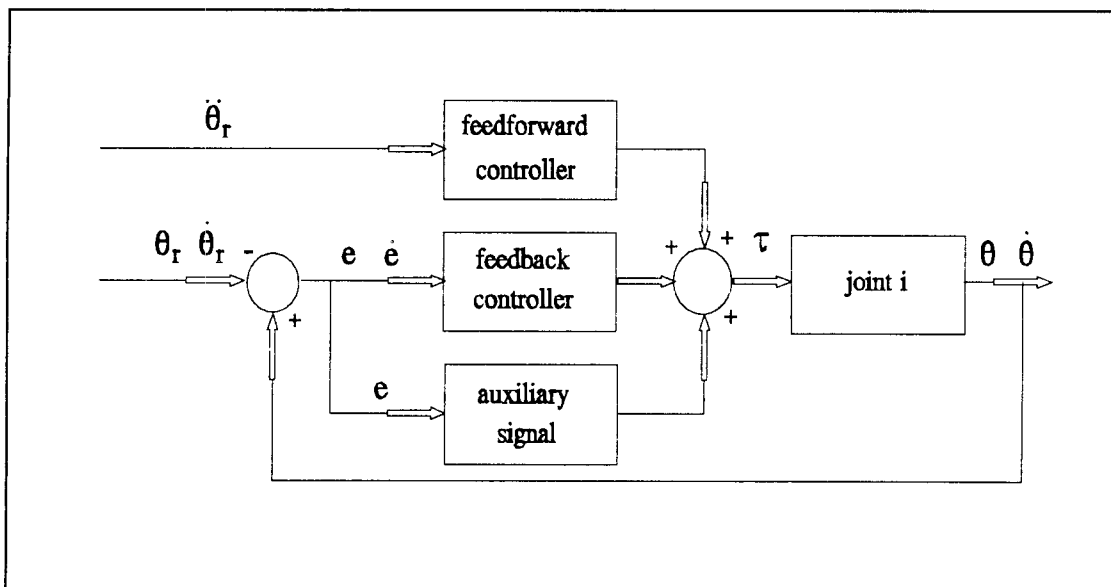 θ̈r
feedforward
controller
θr θ̇r
-
+
e ė
feedback
controller
+
+
+
τ
joint i
θ θ̇
e
auxiliary
signal